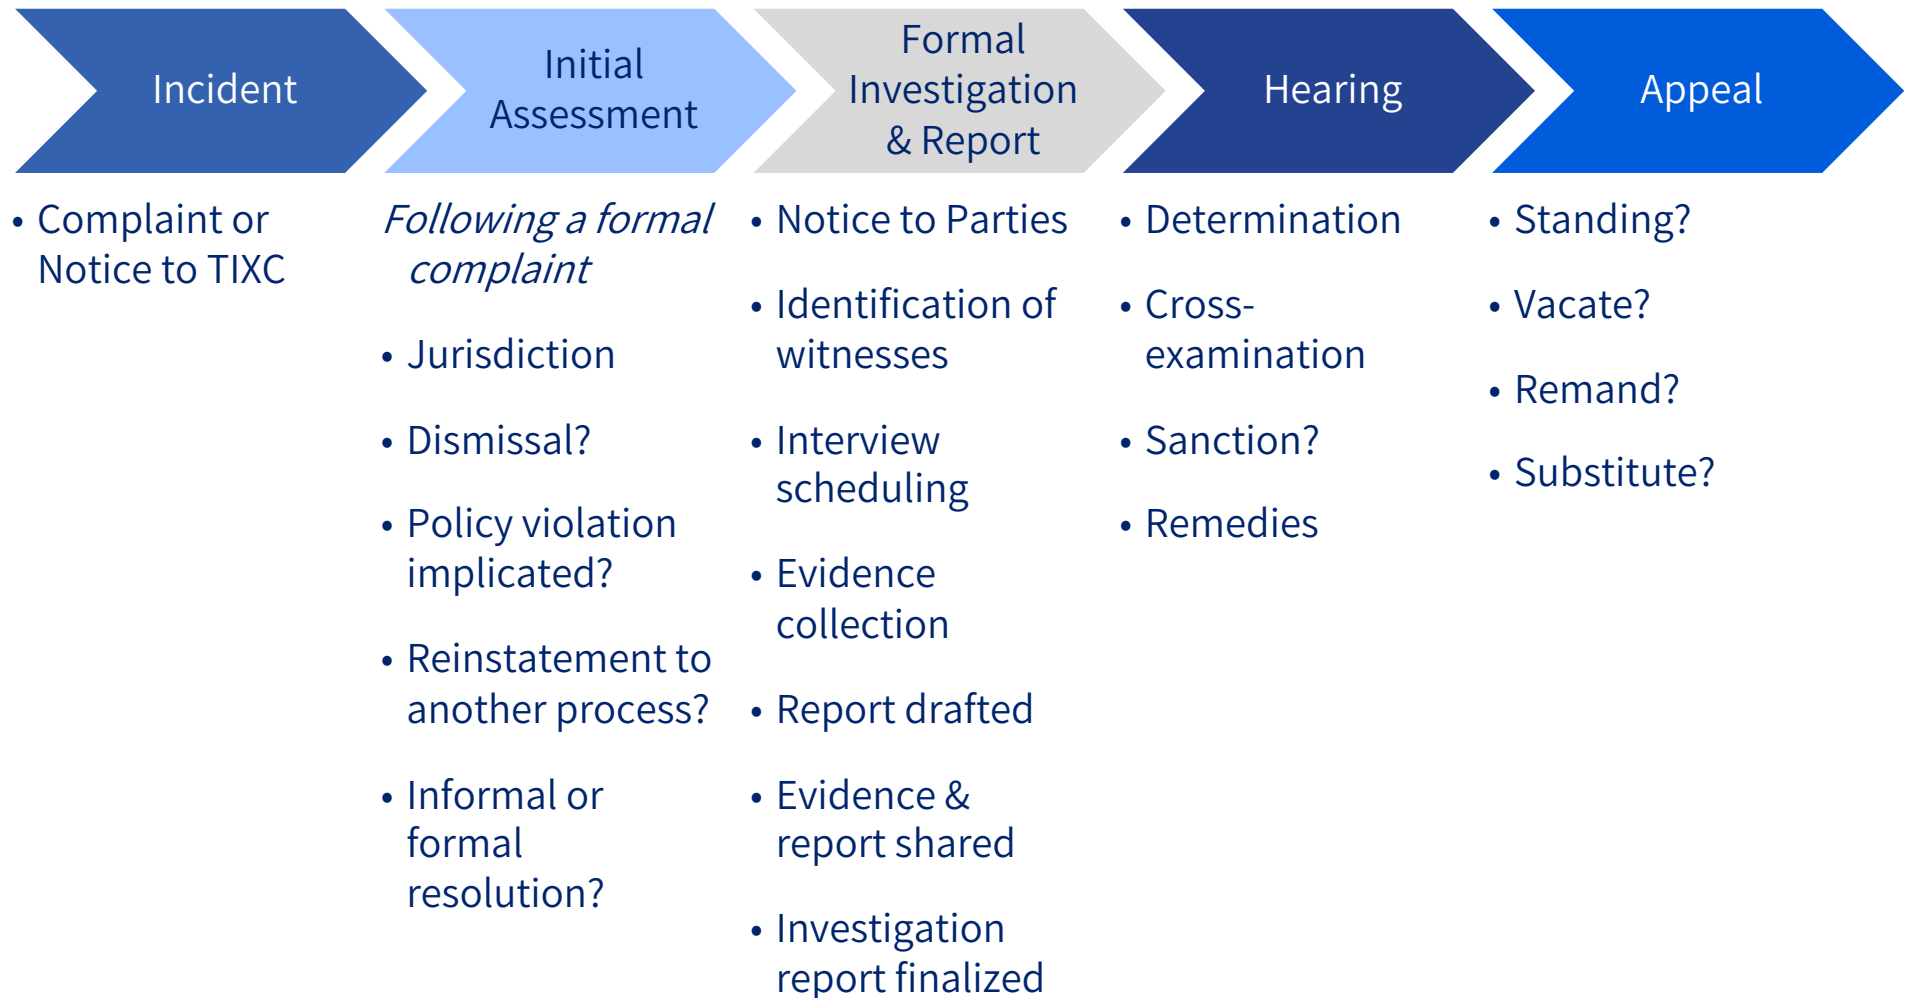 Incident
Initial
Assessment
Formal
Investigation
& Report
Hearing
Appeal
• Complaint or
Notice to TIXC
Following a formal
complaint
• Jurisdiction
• Dismissal?
• Policy violation
implicated?
• Reinstatement to
another process?
• Informal or
formal
resolution?
• Notice to Parties
• Identification of
witnesses
• Interview
scheduling
• Evidence
collection
• Report drafted
• Evidence &
report shared
• Investigation
report finalized
• Determination
• Cross-
examination
• Sanction?
• Remedies
• Standing?
• Vacate?
• Remand?
• Substitute?